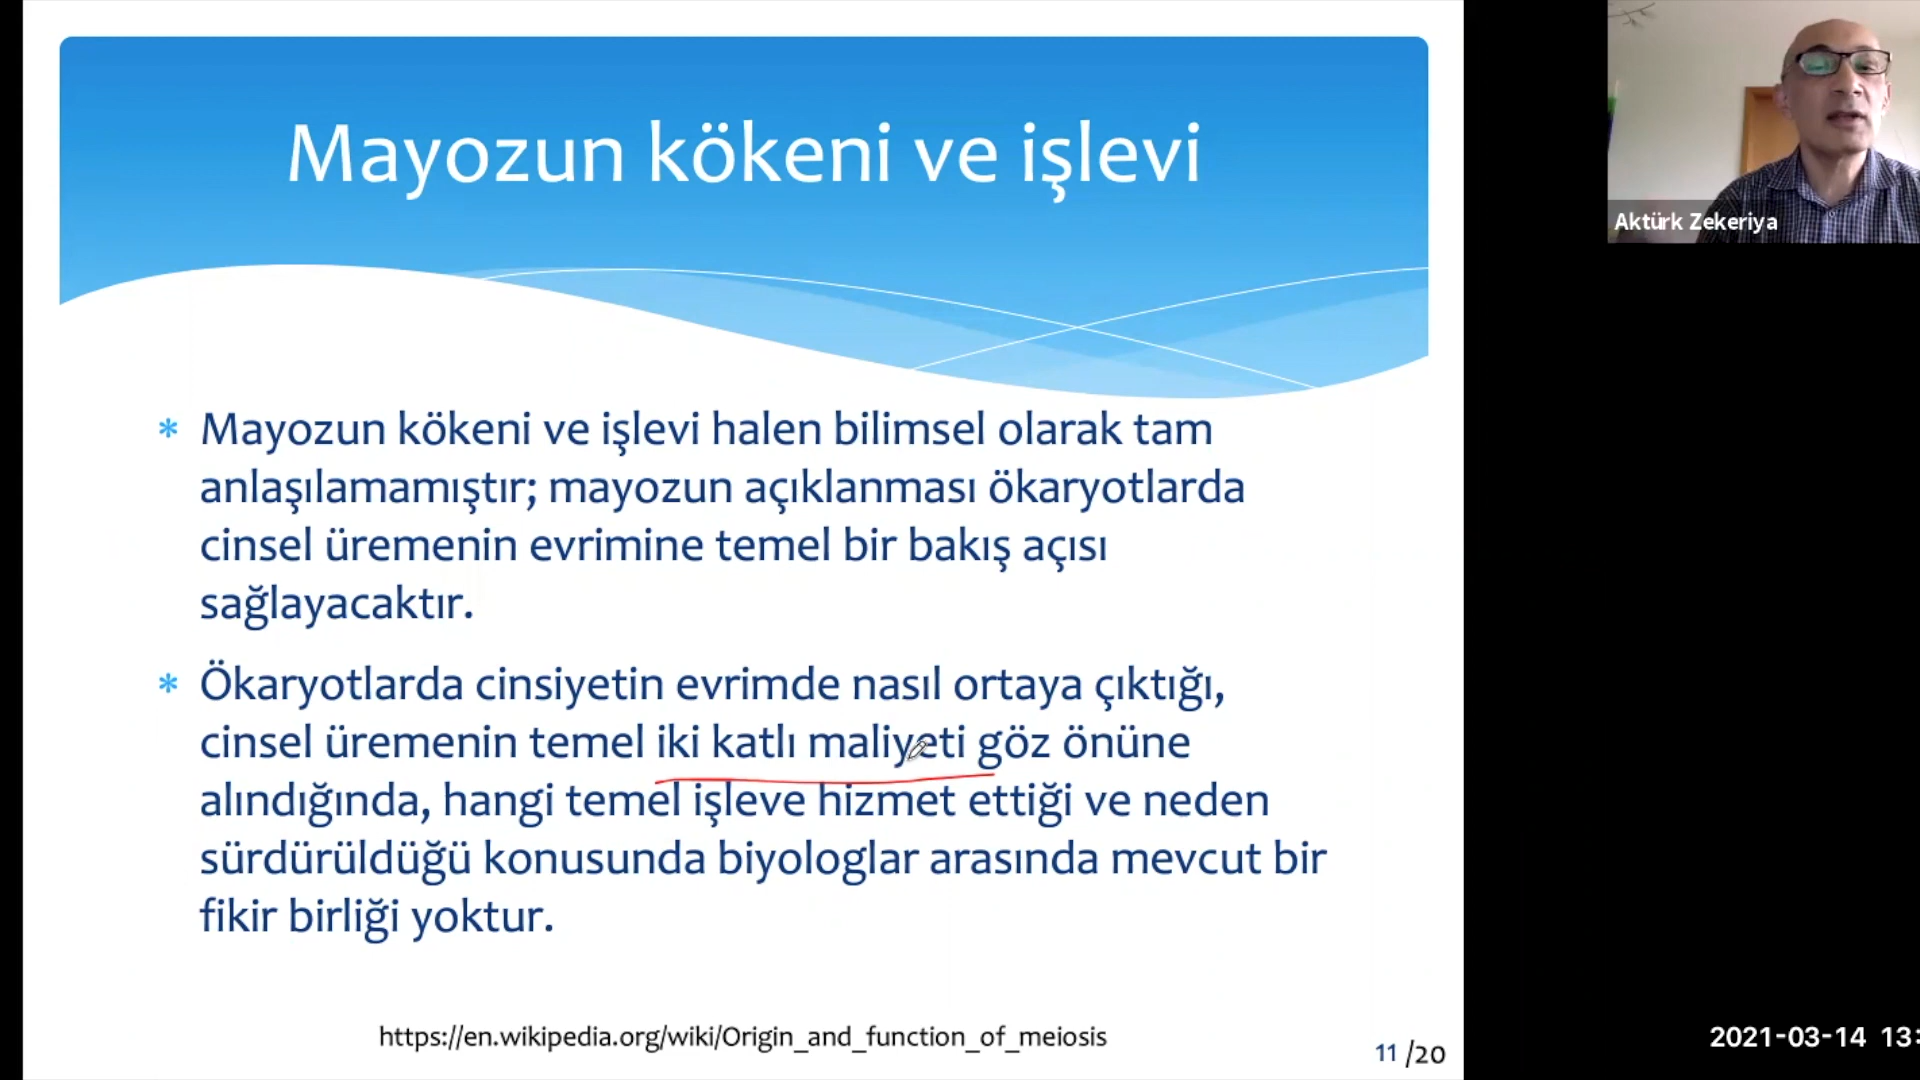 Mayozun kökeni ve işlevi
Aktürk Zekeriya
* Mayozun kökeni ve işlevi halen bilimsel olarak tam
anlaşılamamıştır; mayozun açıklanması ökaryotlarda
cinsel üremenin evrimine temel bir bakış açısı
sağlayacaktır.
* Ökaryotlarda cinsiyetin evrimde nasıl ortaya çıktığı,
cinsel üremenin temel iki katlı maliyeti göz önüne
alındığında, hangi temel işleve hizmet ettiği ve neden
sürdürüldüğü konusunda biyologlar arasında mevcut bir
fikir birliği yoktur.
https://en.wikipedia.org/wiki/Origin_and_function_of_meiosis
11 /20
2021-03-14 13: